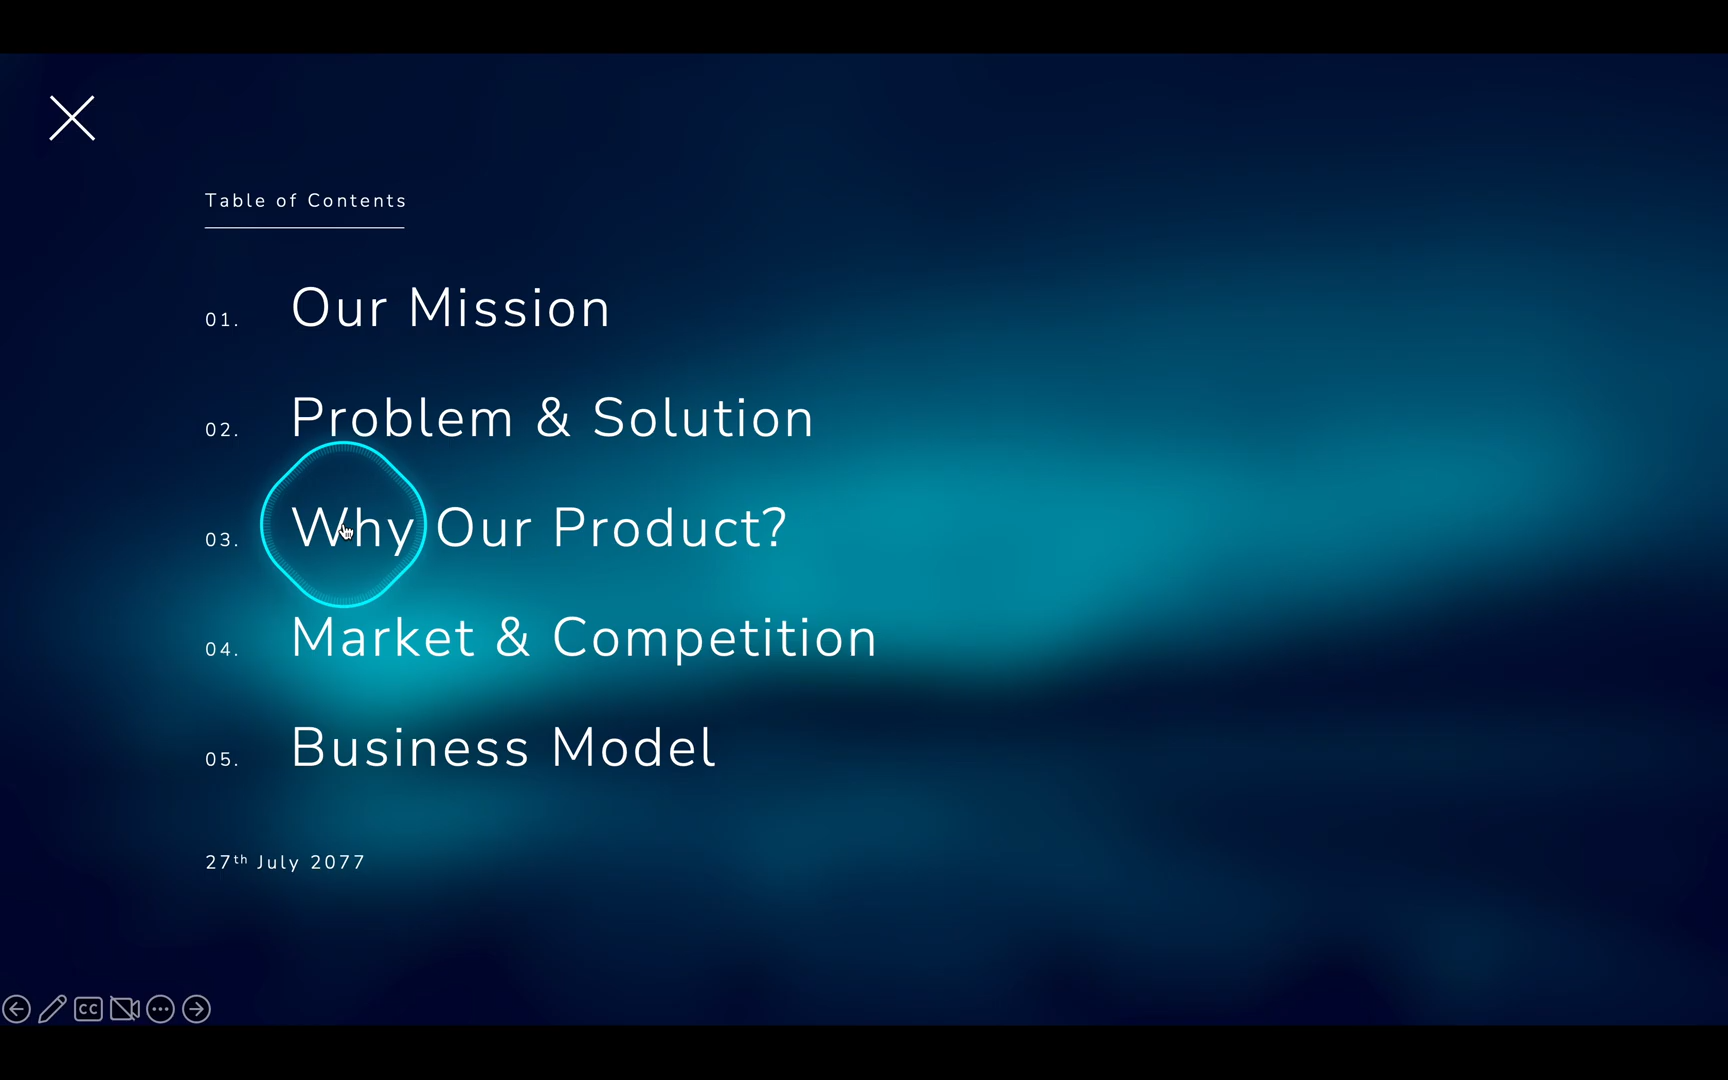 Table of Contents
01. Our Mission
02. Problem & Solution
03. Why Our Product?
04. Market & Competition
05. Business Model
27th July 2077
CC